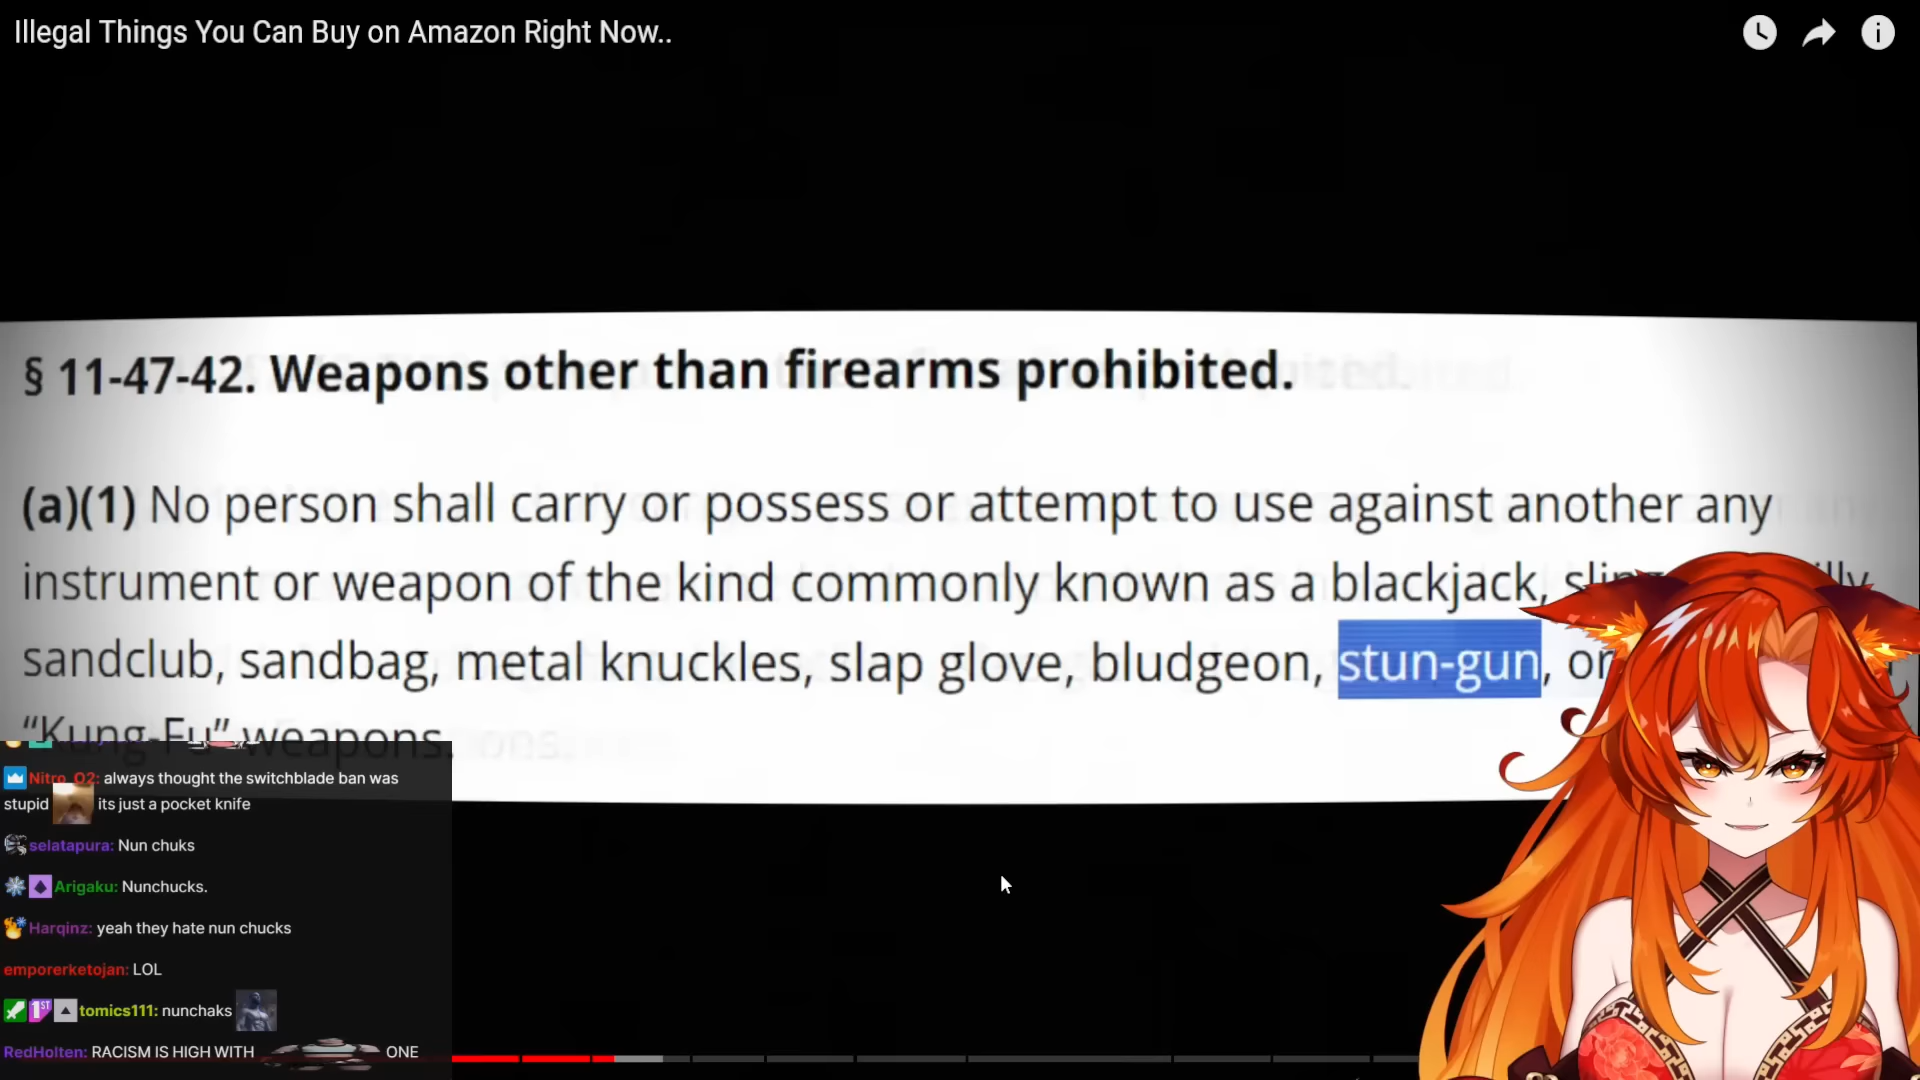 Illegal Things You Can Buy on Amazon Right Now..
§ 11-47-42. Weapons other than firearms prohibited.
(a)(1) No person shall carry or possess or attempt to use against another any
instrument or weapon of the kind commonly known as a blackjack,
sandclub, sandbag, metal knuckles, slap glove, bludgeon, stun-gun, or
“Kung-Fu” weapons.
Nitro_02: always thought the switchblade ban was
stupid its just a pocket knife
selatapura: Nun chuks
Arigaku: Nunchucks.
Harqinz: yeah they hate nun chucks
emporerketojan: LOL
1ST tomics111: nunchaks
RedHolten: RACISM IS HIGH WITH ONE